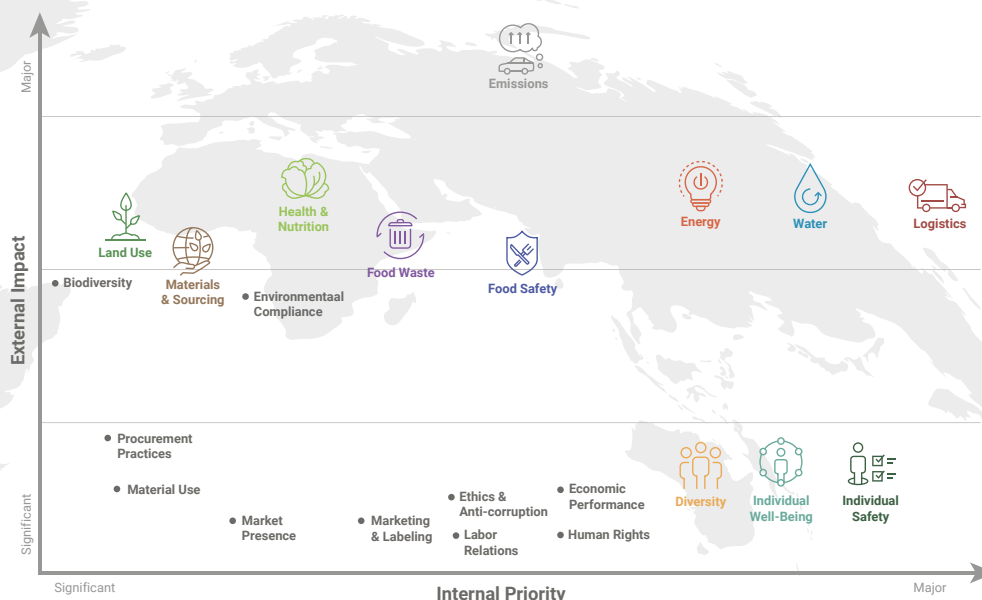 Major
Emissions
Health &
Nutrition
Energy
Water
Logistics
Land Use
Food Waste
Materials
& Sourcing
Food Safety
Biodiversity
Environmentaal
Compliance
External Impact
Procurement
Practices
Material Use
Market
Presence
Marketing
& Labeling
Ethics &
Anti-corruption
Labor
Relations
Economic
Performance
Human Rights
Diversity
Individual
Well-Being
Individual
Safety
Significant
Significant
Internal Priority
Major